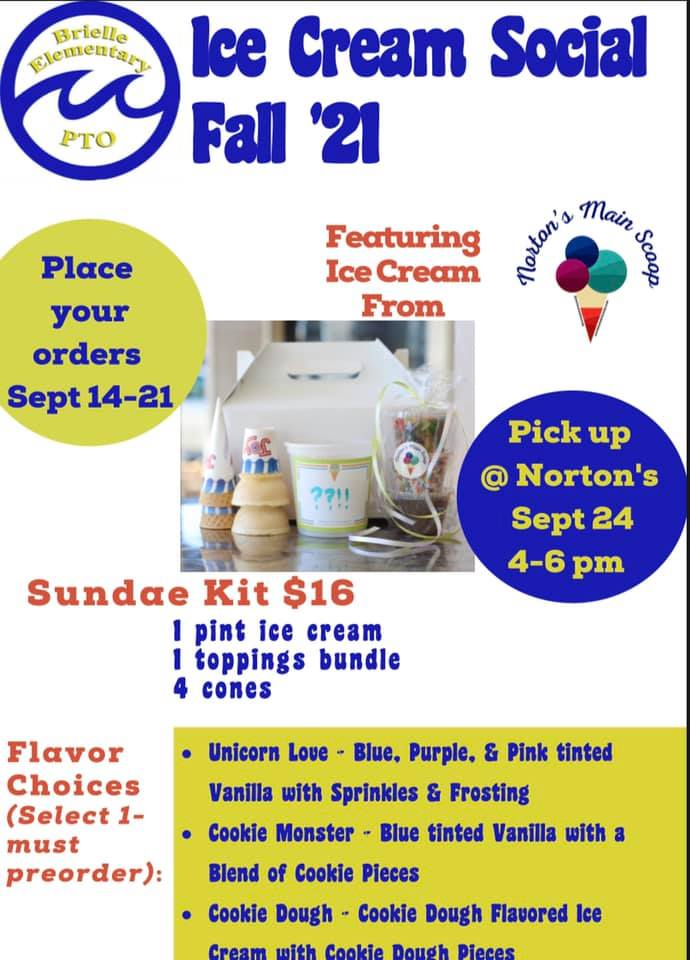 Brielle
Elementary
PTO
Ice Cream Social
Fall '21
Featuring
Ice Cream
From
Norton's Main Scoop
Place
your
orders
Sept 14-21
??!!
Pick up
@ Norton's
Sept 24
4-6 pm
Sundae Kit $16
1 pint ice cream
1 toppings bundle
4 cones
Flavor
Choices
(Select 1-
must
preorder):
• Unicorn Love - Blue, Purple, & Pink tinted
Vanilla with Sprinkles & Frosting
• Cookie Monster - Blue tinted Vanilla with a
Blend of Cookie Pieces
• Cookie Dough - Cookie Dough Flavored Ice
Cream with Cookie Dough Pieces